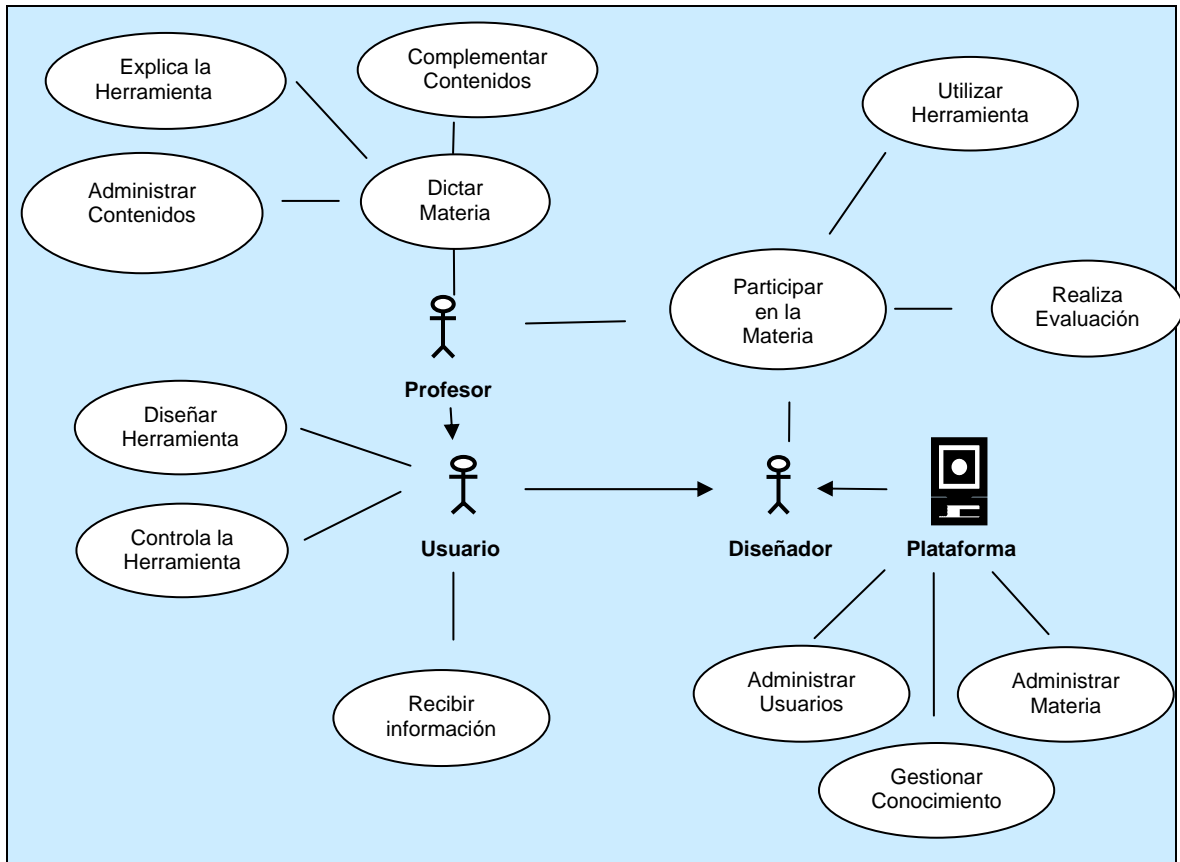 Explica la
Herramienta
Complementar
Contenidos
Utilizar
Herramienta
Administrar
Contenidos
Dictar
Materia
Participar
en la
Materia
Realiza
Evaluación
Profesor
Diseñar
Herramienta
Controla la
Herramienta
Usuario
Diseñador
Plataforma
Recibir
información
Administrar
Usuarios
Administrar
Materia
Gestionar
Conocimiento